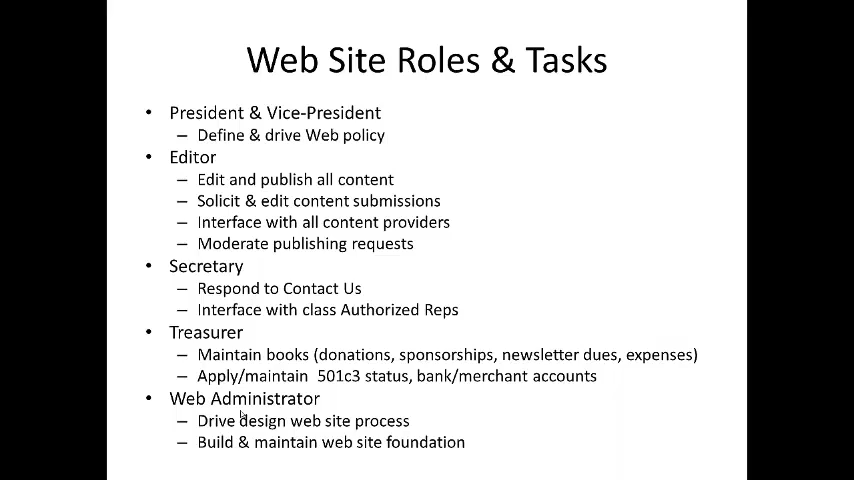 Web Site Roles & Tasks
• President & Vice-President
– Define & drive Web policy
• Editor
– Edit and publish all content
– Solicit & edit content submissions
– Interface with all content providers
– Moderate publishing requests
• Secretary
– Respond to Contact Us
– Interface with class Authorized Reps
• Treasurer
– Maintain books (donations, sponsorships, newsletter dues, expenses)
– Apply/maintain  501c3 status, bank/merchant accounts
• Web Administrator
– Drive design web site process
– Build & maintain web site foundation